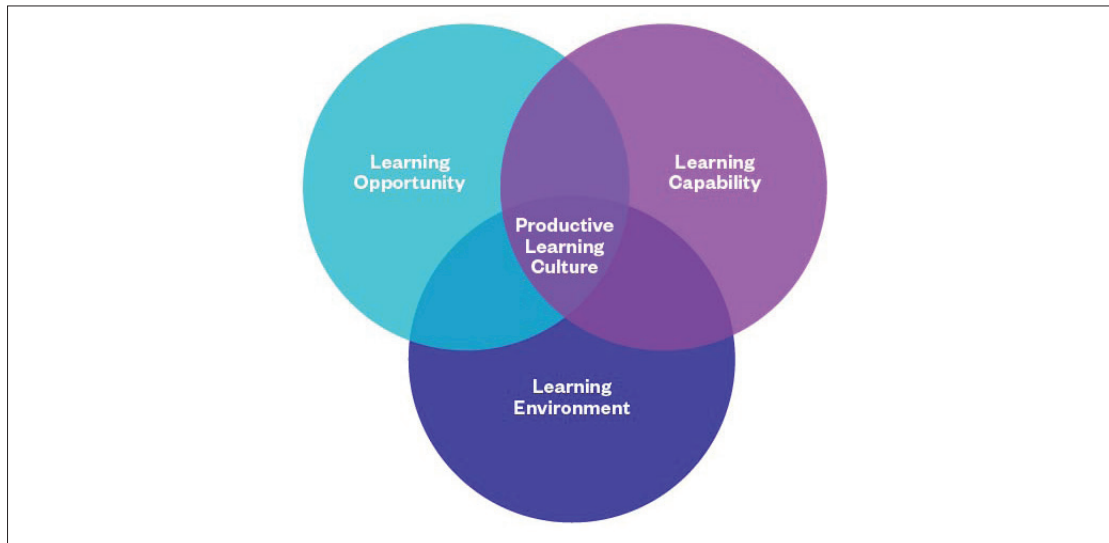 Learning
Opportunity
Learning
Capability
Productive
Learning
Culture
Learning
Environment